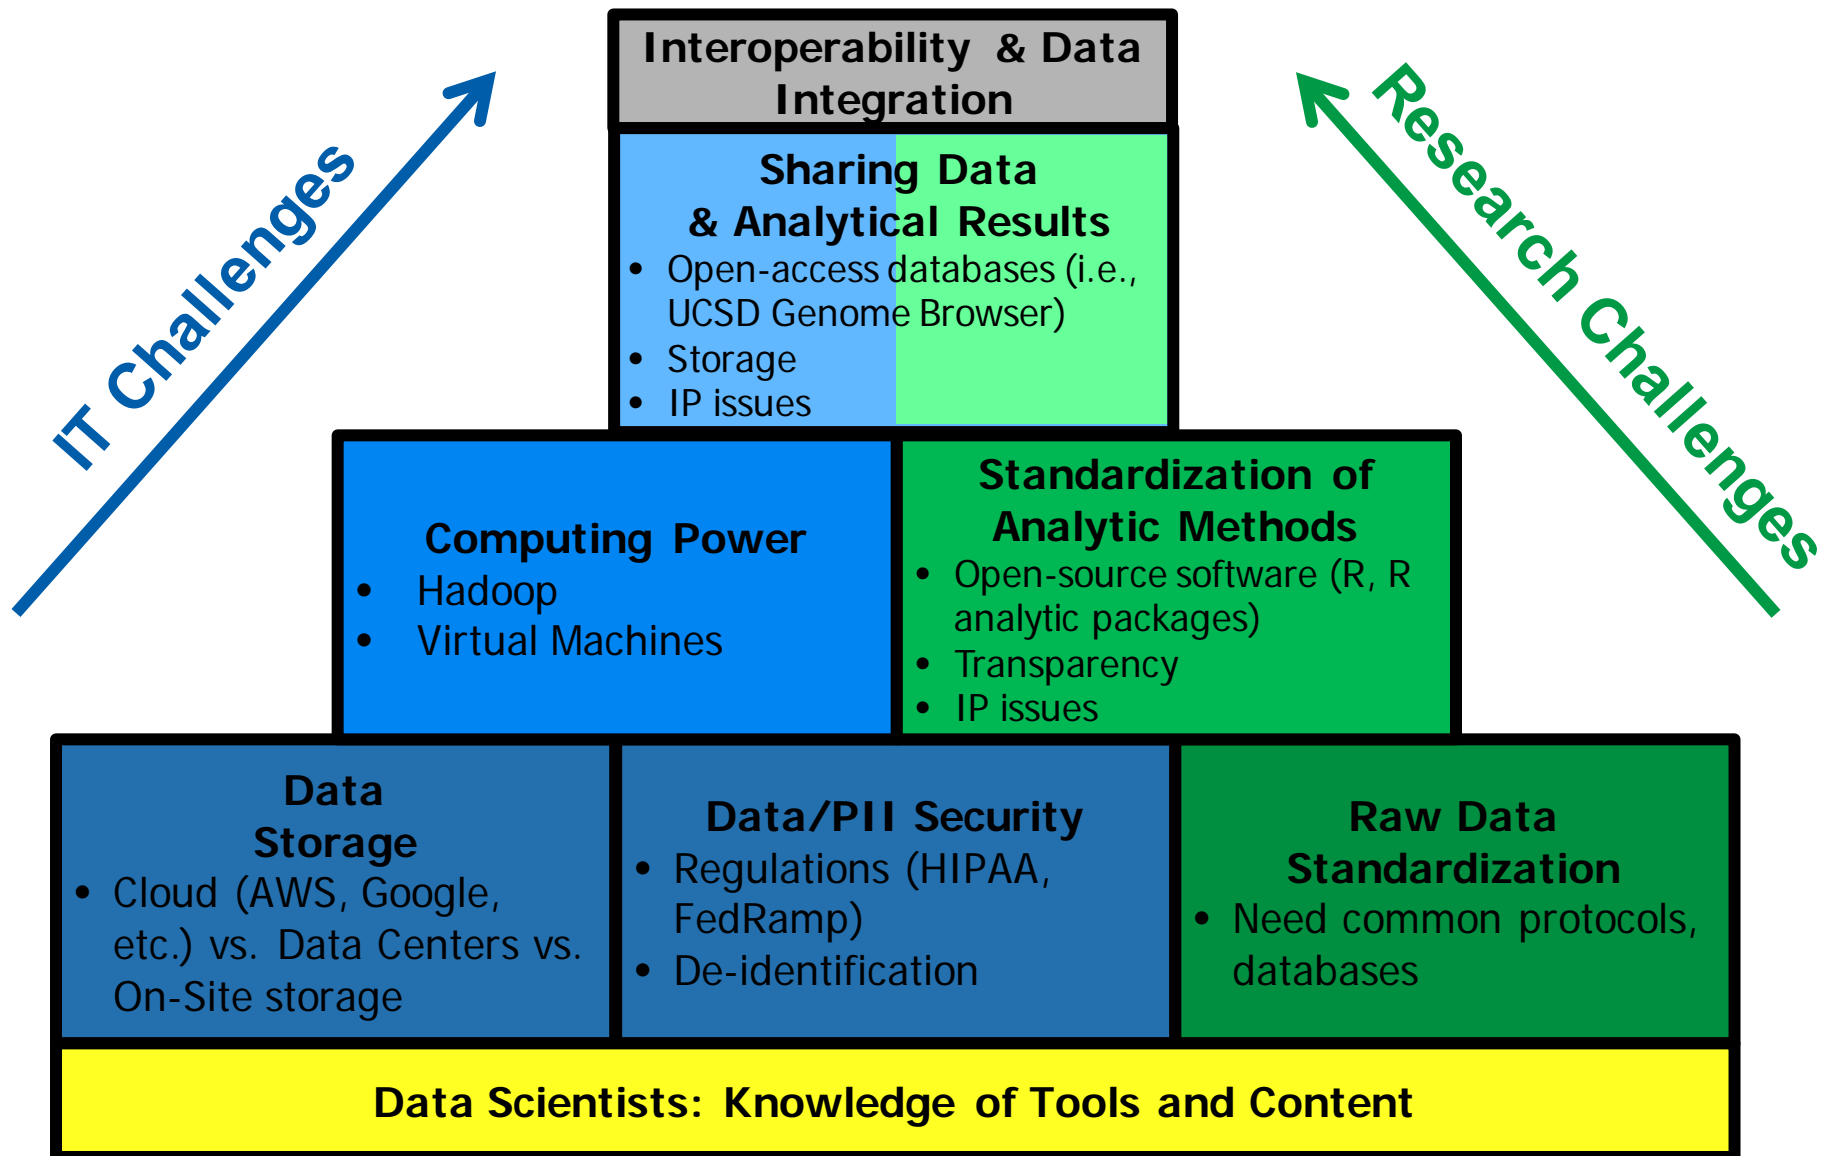 Interoperability & Data
Integration
IT Challenges
Research Challenges
Sharing Data
& Analytical Results
• Open-access databases (i.e.,
UCSD Genome Browser)
• Storage
• IP issues
Computing Power
• Hadoop
• Virtual Machines
Standardization of
Analytic Methods
• Open-source software (R, R
analytic packages)
• Transparency
• IP issues
Data
Storage
• Cloud (AWS, Google,
etc.) vs. Data Centers vs.
On-Site storage
Data/PII Security
• Regulations (HIPAA,
FedRamp)
• De-identification
Raw Data
Standardization
• Need common protocols,
databases
Data Scientists: Knowledge of Tools and Content